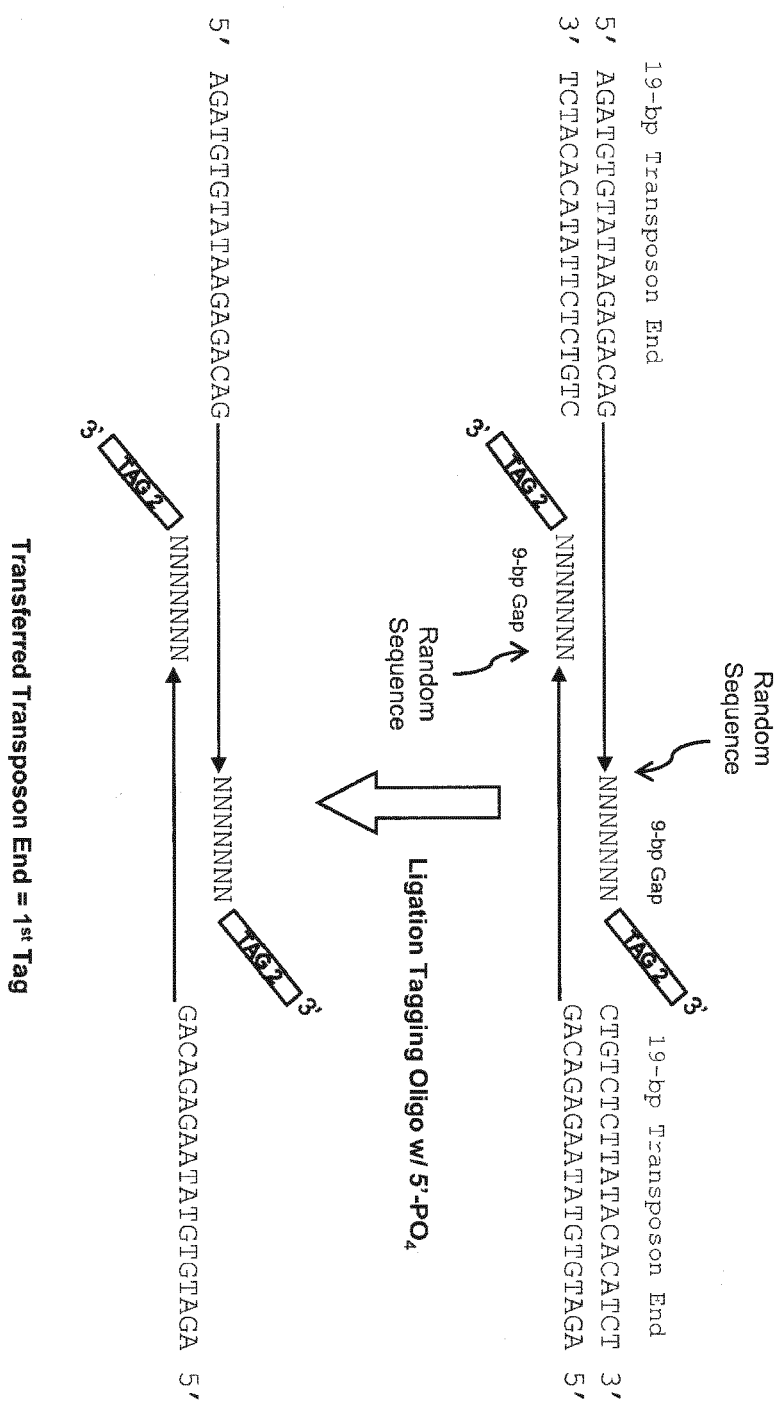 Random
Sequence
19-bp Transposon End
9-bp Gap
19-bp Transposon End
5' AGATGTGTATAAGAGACAG
NNNNNNN
TAG 2
3'
CTGTCTCTTATACACATCT 3'
3' TCTACACATATTCTCTGTC
3'
TAG 2
NNNNNNN
GACAGAGAATATGTGTAGA 5'
9-bp Gap
Random
Sequence
Ligation Tagging Oligo w/ 5'-PO₄
5' AGATGTGTATAAGAGACAG
NNNNNNN
TAG 2
3'
3'
TAG 2
NNNNNNN
GACAGAGAATATGTGTAGA 5'
Transferred Transposon End = 1st Tag